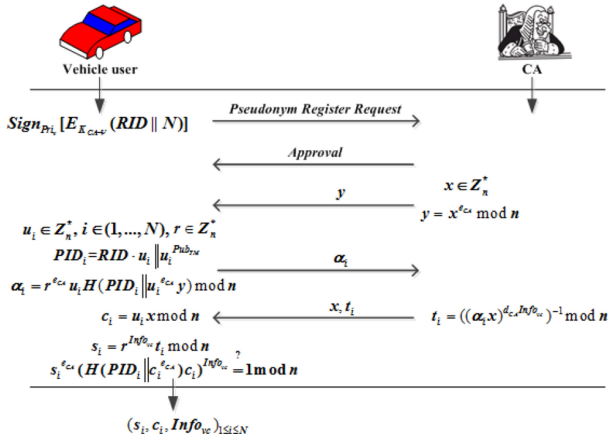 Vehicle user CA
Sign_{Pri_v}[E_{K_{CA-V}}(RID || N)] Pseudonym Register Request
Approval
x ∈ Z_n^*
y
y = x^{e_{CA}} mod n
u_i ∈ Z_n^*, i ∈ (1,...,N), r ∈ Z_n^*
PID_i = RID · u_i || u_i^{Pub_{TM}}
α_i
α_i = r^{e_{CA}} u_i H(PID_i || u_i^{e_{CA}} y) mod n
c_i = u_i x mod n x, t_i t_i = ((α_i x)^{d_{CA} Info_{vc}})^{-1} mod n
s_i = r^{Info_{vc}} t_i mod n
s_i^{e_{CA}} (H(PID_i || c_i^{e_{CA}}) c_i)^{Info_{vc}} =? 1 mod n
(s_i, c_i, Info_{vc})_{1≤i≤N}